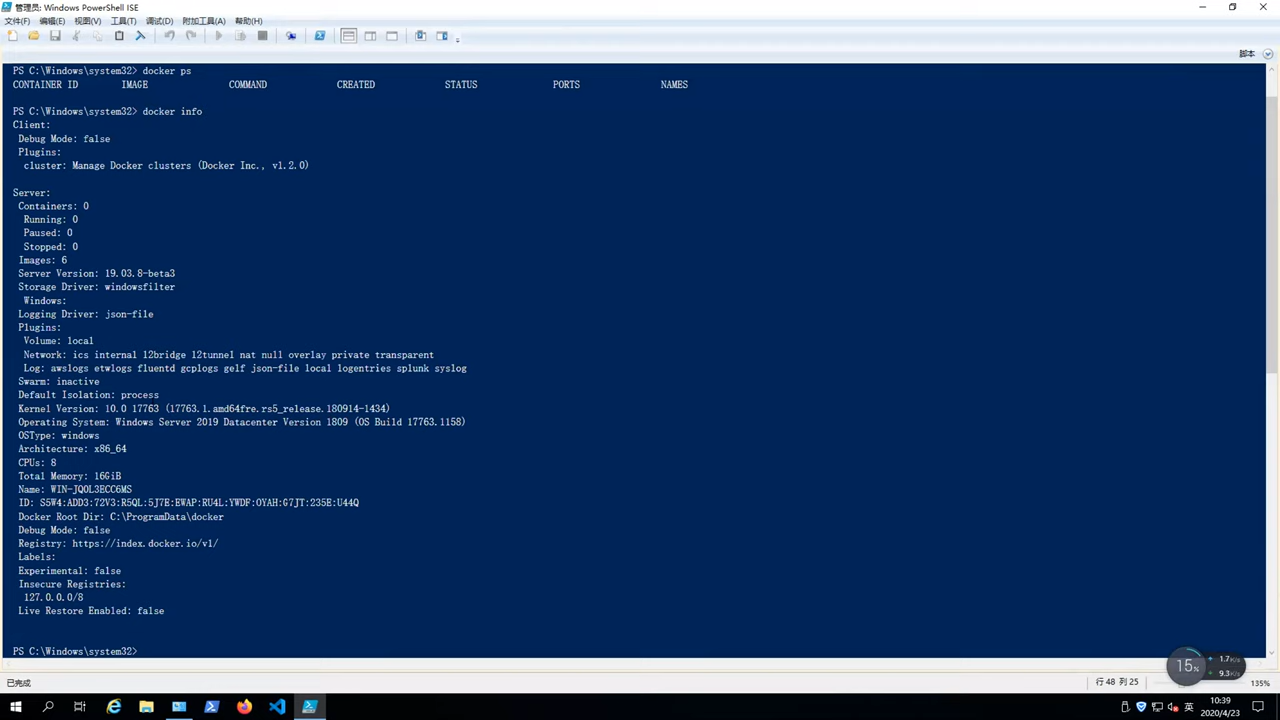 管理员: Windows PowerShell ISE
文件(F) 编辑(E) 视图(V) 工具(T) 调试(D) 附加工具(A) 帮助(H)
脚本
PS C:\Windows\system32> docker ps
CONTAINER ID IMAGE COMMAND CREATED STATUS PORTS NAMES
PS C:\Windows\system32> docker info
Client:
Debug Mode: false
Plugins:
cluster: Manage Docker clusters (Docker Inc., v1.2.0)
Server:
Containers: 0
Running: 0
Paused: 0
Stopped: 0
Images: 6
Server Version: 19.03.8-beta3
Storage Driver: windowsfilter
Windows:
Logging Driver: json-file
Plugins:
Volume: local
Network: ics internal l2bridge l2tunnel nat null overlay private transparent
Log: awslogs etwlogs fluentd gcplogs gelf json-file local logentries splunk syslog
Swarm: inactive
Default Isolation: process
Kernel Version: 10.0 17763 (17763.1.amd64fre.rs5_release.180914-1434)
Operating System: Windows Server 2019 Datacenter Version 1809 (OS Build 17763.1158)
OSType: windows
Architecture: x86_64
CPUs: 8
Total Memory: 16GiB
Name: WIN-JQ0L3ECC6MS
ID: S5W4:ADD3:72V3:R5QL:5J7E:EWAP:RU4L:YWDF:OYAH:G7JT:235E:U44Q
Docker Root Dir: C:\ProgramData\docker
Debug Mode: false
Registry: https://index.docker.io/v1/
Labels:
Experimental: false
Insecure Registries:
127.0.0.0/8
Live Restore Enabled: false
PS C:\Windows\system32>
15%
1.7K/s
9.3K/s
已完成
行 48 列 25
135%
英
10:39
2020/4/23